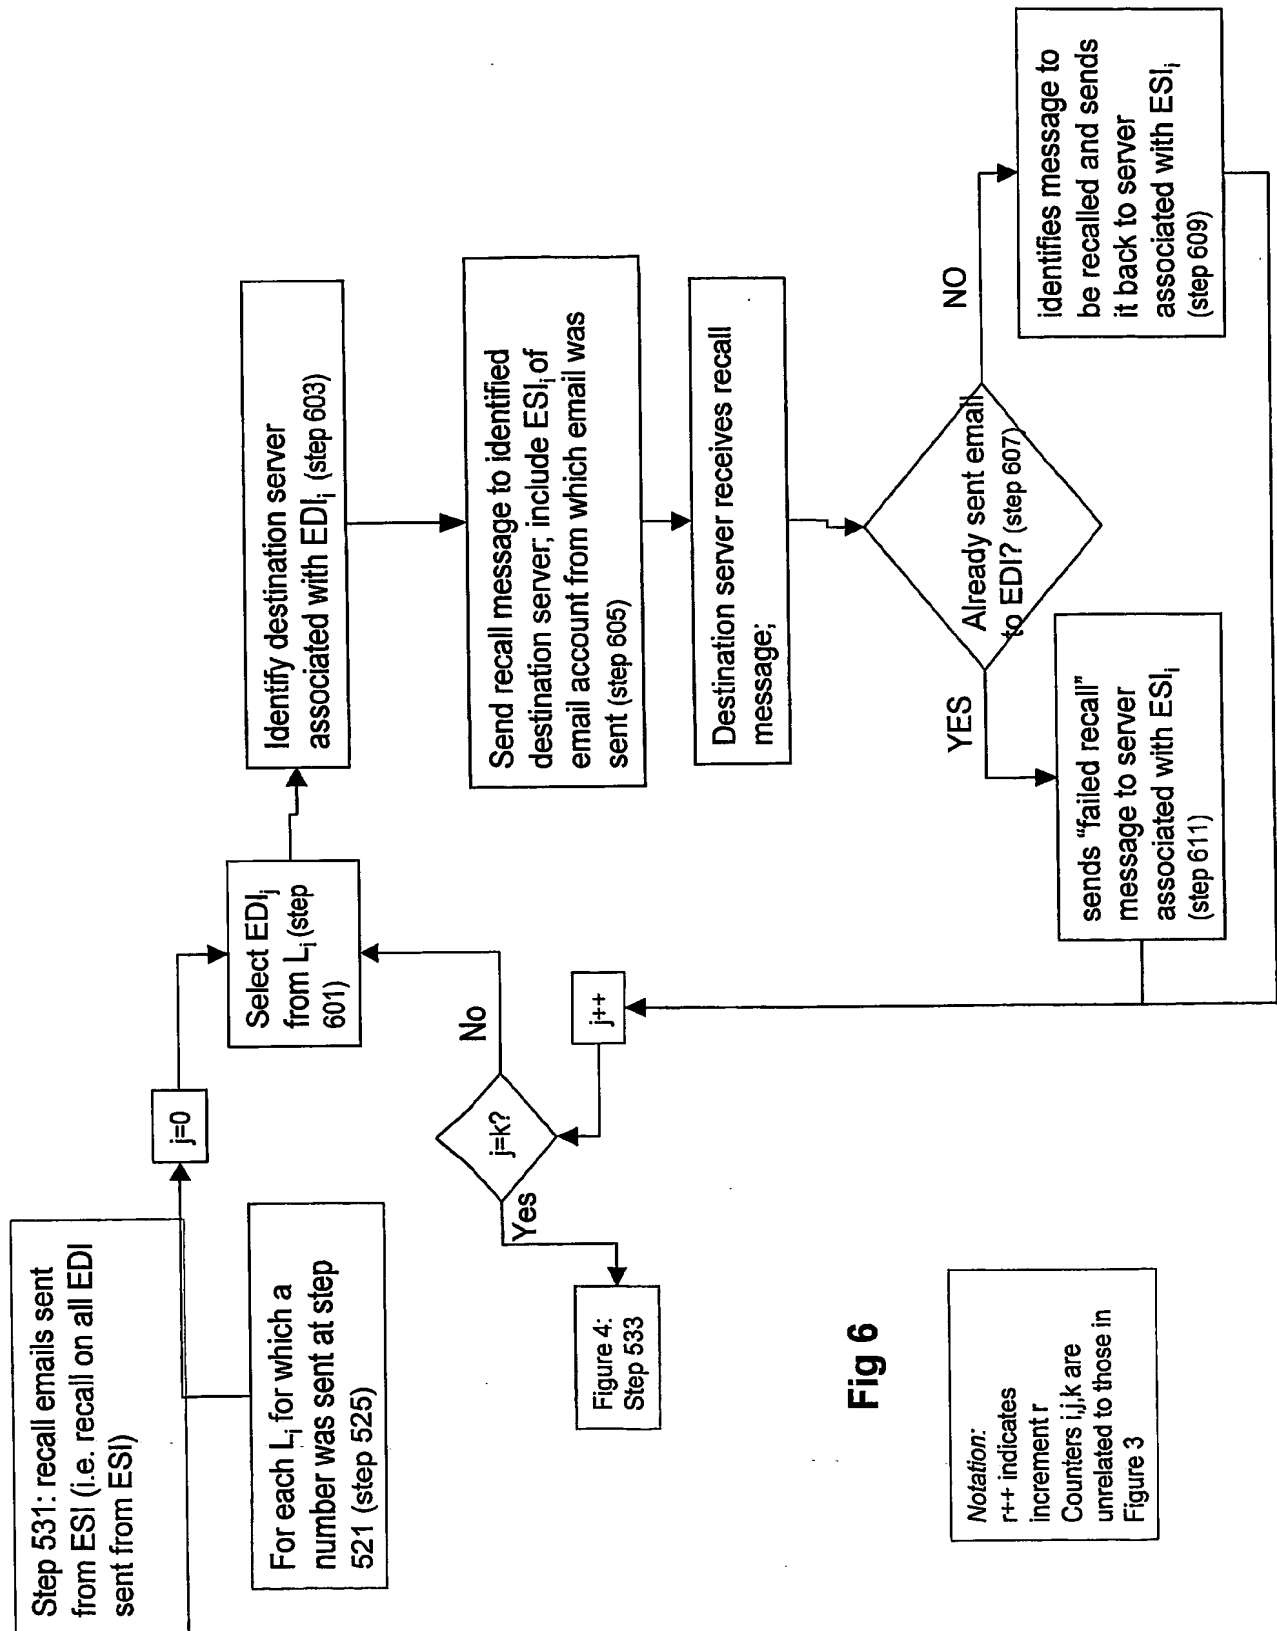 Step 531: recall emails sent
from ESI (i.e. recall on all EDI
sent from ESI)
For each Li for which a
number was sent at step
521 (step 525)
j=0
Select EDIj
from Li (step
601)
Identify destination server
associated with EDIi (step 603)
Send recall message to identified
destination server; include ESIi of
email account from which email was
sent (step 605)
Destination server receives recall
message;
Already sent email
to EDI? (step 607)
YES
NO
sends “failed recall”
message to server
associated with ESIi
(step 611)
identifies message to
be recalled and sends
it back to server
associated with ESIi
(step 609)
j++
j=k?
No
Yes
Figure 4:
Step 533
Fig 6
Notation:
r++ indicates
increment r
Counters i,j,k are
unrelated to those in
Figure 3